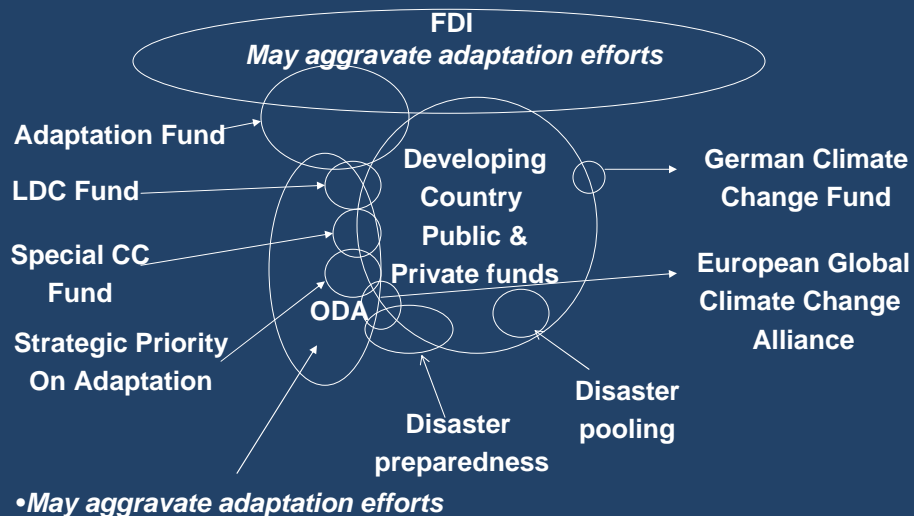 FDI
May aggravate adaptation efforts
Adaptation Fund
LDC Fund
Special CC
Fund
Strategic Priority
On Adaptation
Developing
Country
Public &
Private funds
ODA
German Climate
Change Fund
European Global
Climate Change
Alliance
Disaster
pooling
Disaster
preparedness
•May aggravate adaptation efforts